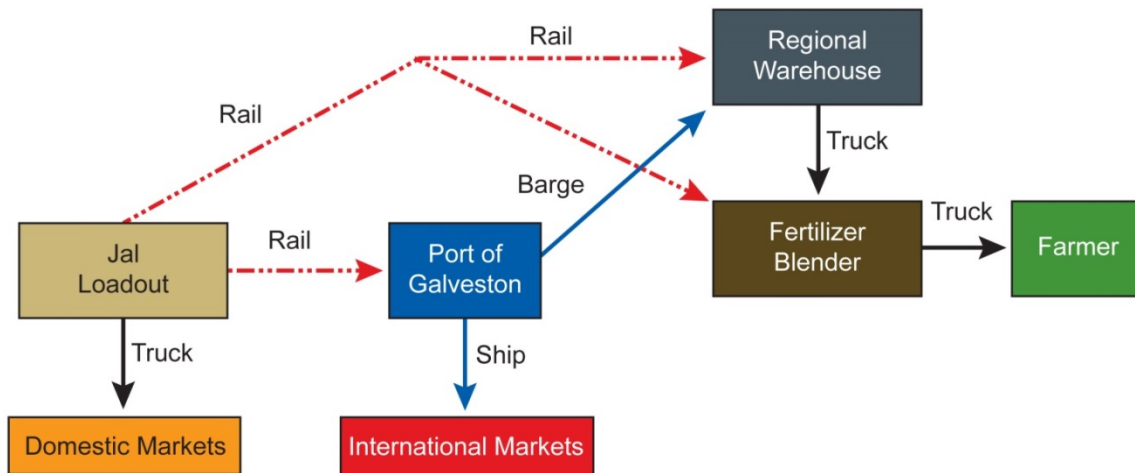 Rail
Regional
Warehouse
Rail
Truck
Barge
Truck
Jal
Loadout
Rail
Port of
Galveston
Fertilizer
Blender
Farmer
Truck
Ship
Domestic Markets
International Markets